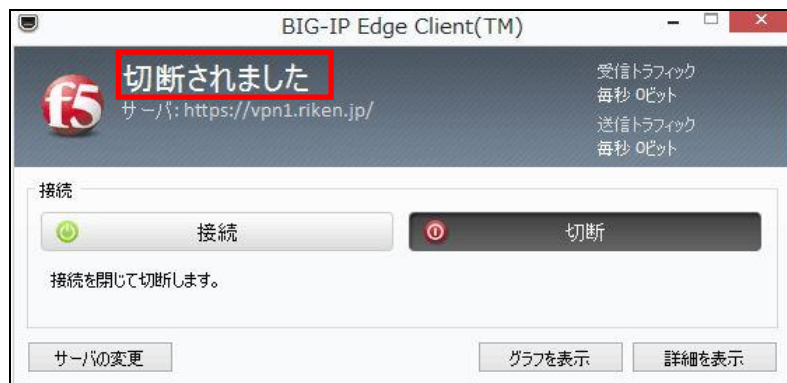 BIG-IP Edge Client(TM)
f5
切断されました
サーバ: https://vpn1.riken.jp/
受信トラフィック
毎秒 0ビット
送信トラフィック
毎秒 0ビット
接続
接続
切断
接続を閉じて切断します。
サーバの変更
グラフを表示
詳細を表示